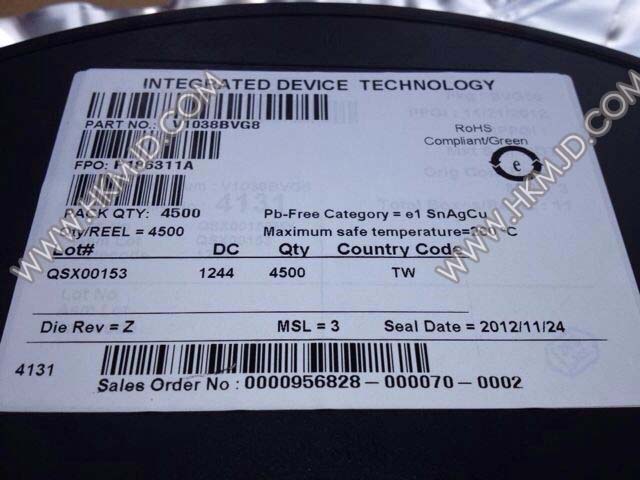 INTEGRATED DEVICE TECHNOLOGY
PART NO.: V1038BVG8
RoHS
Compliant/Green
e
PACK QTY: 4500 Pb-Free Category = e1 SnAgCu
Qty/REEL = 4500 Maximum safe temperature=260°C
Lot# DC Qty Country Code
QSX00153 1244 4500 TW
Die Rev = Z MSL = 3 Seal Date = 2012/11/24
4131
Sales Order No : 0000956828-000070-0002
WWW.HKMJD.COM
WWW.HKMJD.COM
WWW.HKMJD.COM